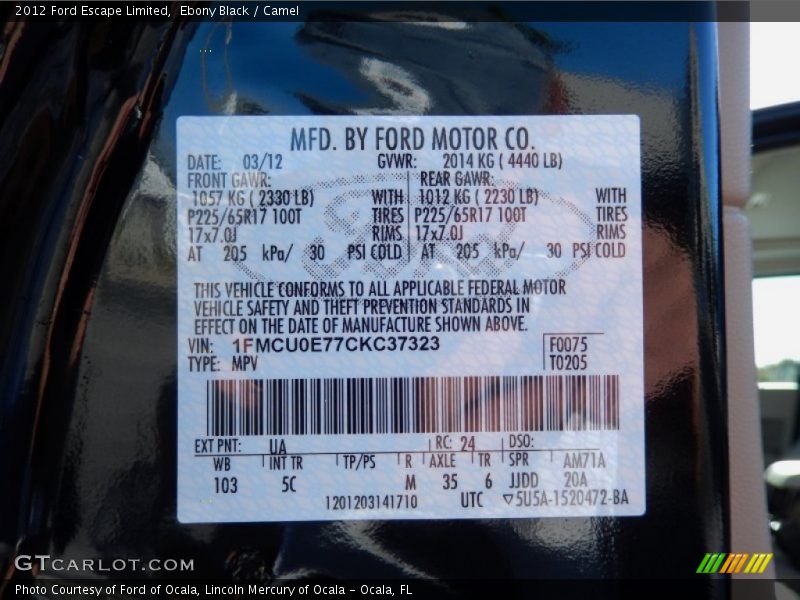 2012 Ford Escape Limited, Ebony Black / Camel
MFD. BY FORD MOTOR CO.
DATE: 03/12 GVWR: 2014 KG ( 4440 LB)
FRONT GAWR: REAR GAWR:
1057 KG ( 2330 LB) WITH 1012 KG ( 2230 LB) WITH
P225/65R17 100T TIRES P225/65R17 100T TIRES
17x7.0J RIMS 17x7.0J RIMS
AT 205 kPa/ 30 PSI COLD AT 205 kPa/ 30 PSI COLD
THIS VEHICLE CONFORMS TO ALL APPLICABLE FEDERAL MOTOR
VEHICLE SAFETY AND THEFT PREVENTION STANDARDS IN
EFFECT ON THE DATE OF MANUFACTURE SHOWN ABOVE.
VIN: 1FMCU0E77CKC37323 F0075
TYPE: MPV T0205
EXT PNT: UA RC: 24 DSO:
WB INT TR TP/PS R AXLE TR SPR AM71A
103 5C M 35 6 JJDD 20A
1201203141710 UTC ▽5U5A-1520472-BA
GTCARLOT.COM
Photo Courtesy of Ford of Ocala, Lincoln Mercury of Ocala – Ocala, FL